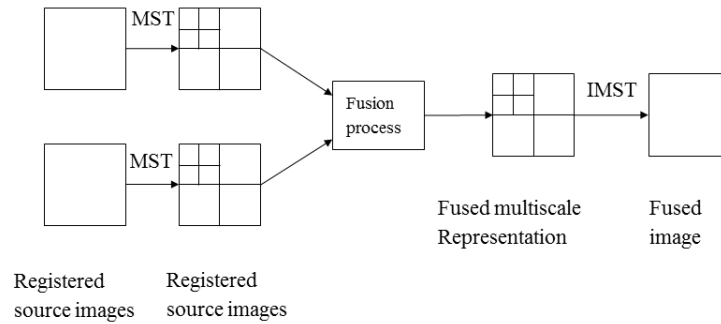 MST
IMST
Fusion
process
MST
Fused multiscale
Representation
Fused
image
Registered
source images
Registered
source images